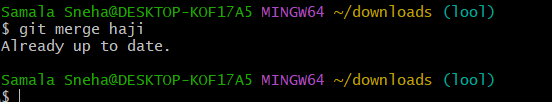 Samala Sneha@DESKTOP-KOF17A5 MINGW64 ~/downloads (lool)
$ git merge haji
Already up to date.
Samala Sneha@DESKTOP-KOF17A5 MINGW64 ~/downloads (lool)
$